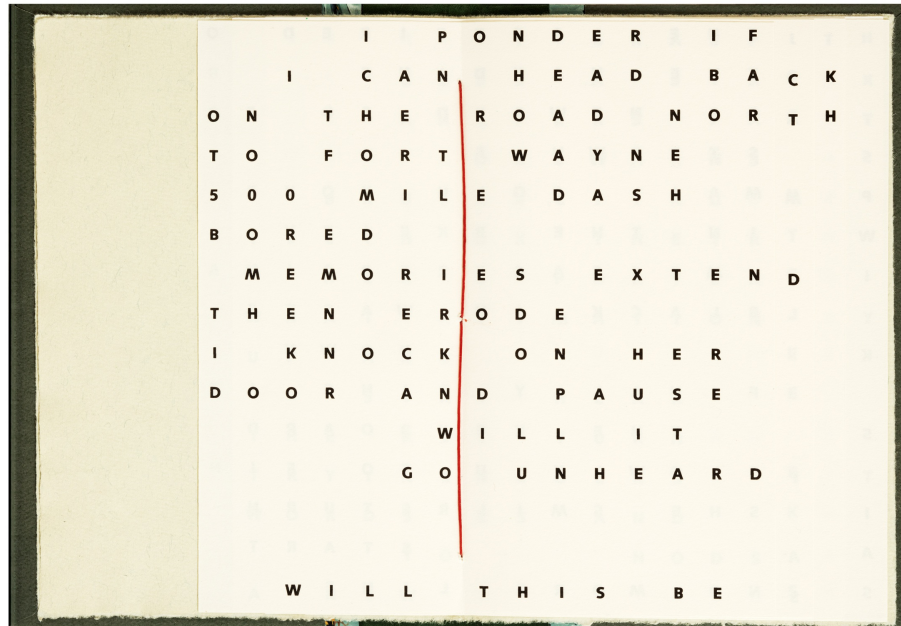 I PONDER IF
I CAN HEAD BACK
ON THE ROAD NORTH
TO FORT WAYNE
500 MILE DASH
BORED
MEMORIES EXTEND
THEN ERODE
I KNOCK ON HER
DOOR AND PAUSE
WILL IT
GO UNHEARD
WILL THIS BE